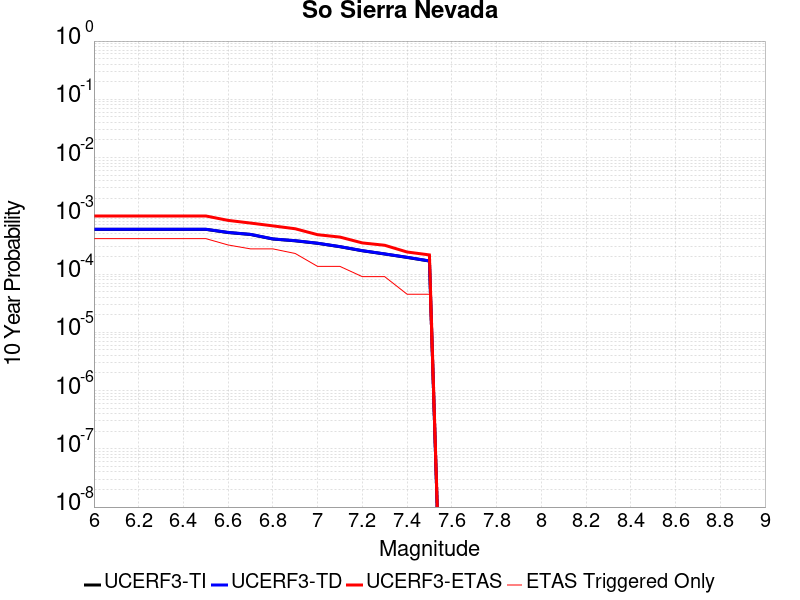 So Sierra Nevada
10^0
10^-1
10^-2
10^-3
10^-4
10^-5
10^-6
10^-7
10^-8
10 Year Probability
6 6.2 6.4 6.6 6.8 7 7.2 7.4 7.6 7.8 8 8.2 8.4 8.6 8.8 9
Magnitude
UCERF3-TI UCERF3-TD UCERF3-ETAS ETAS Triggered Only